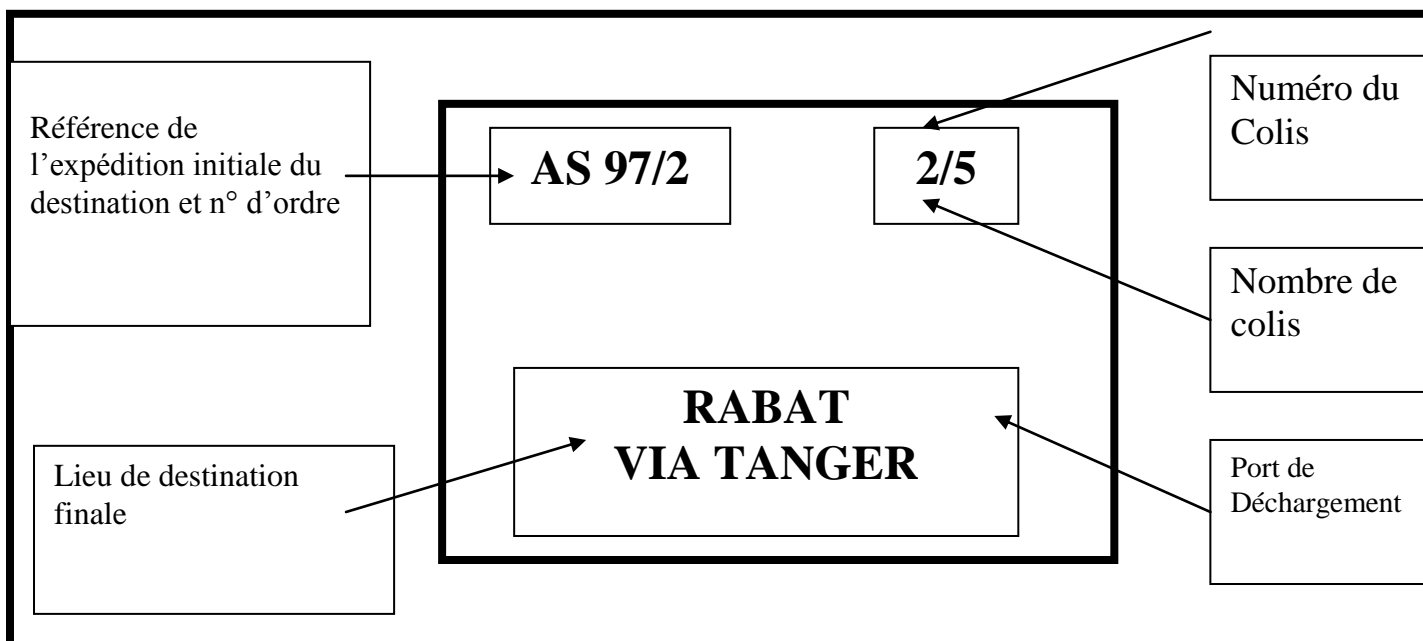 Référence de
l’expédition initiale du
destination et n° d’ordre
AS 97/2
2/5
Numéro du
Colis
Nombre de
colis
RABAT
VIA TANGER
Lieu de destination
finale
Port de
Déchargement